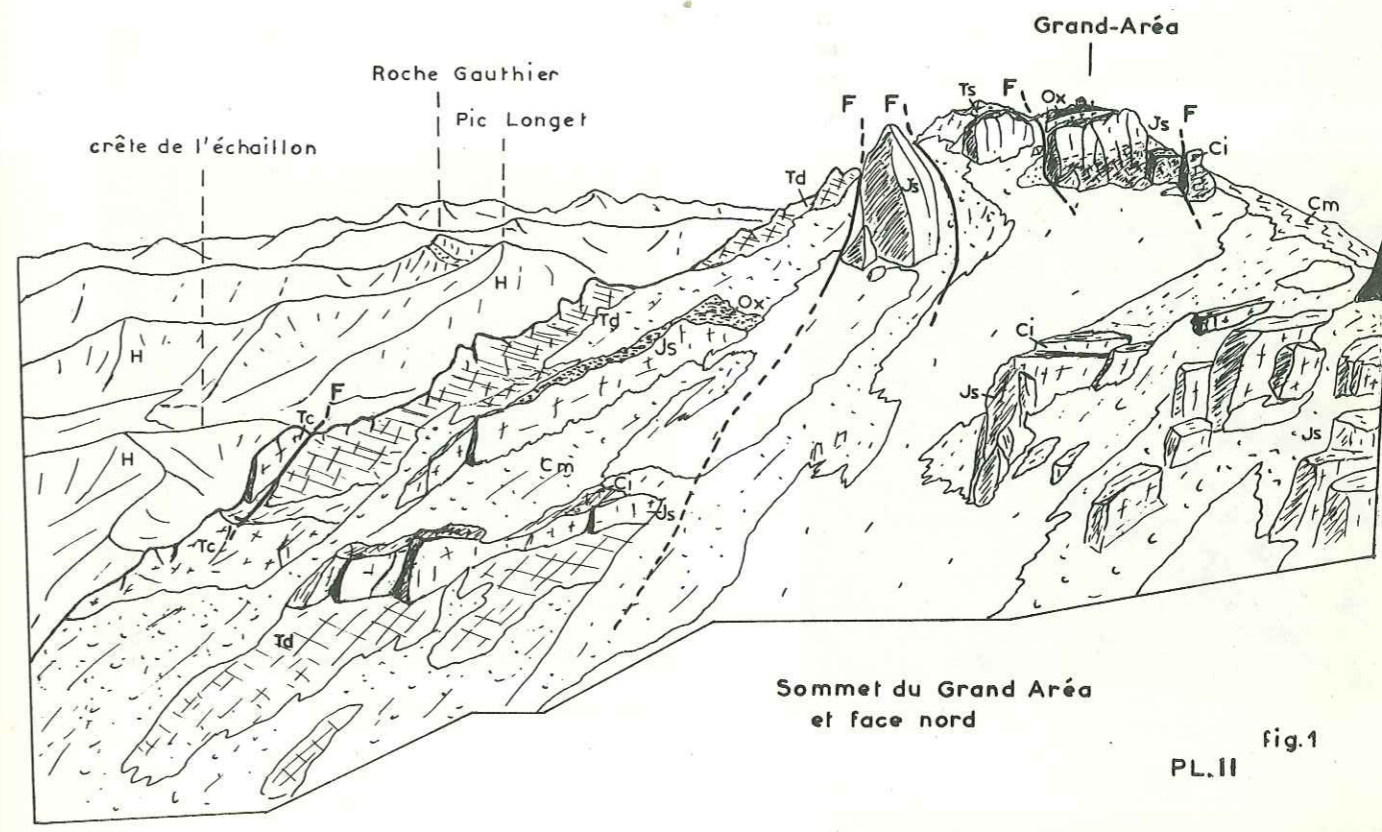 Grand-Aréa
Roche Gauthier
Pic Longet
crête de l'échaillon
F
F
Ts
F
Ox
Js
F
Ci
Td
Js
Cm
H
Ox
Td
Js
Ci
H
Js
F
Tc
Js
H
Cm
Ci
Js
Tc
Td
Sommet du Grand Aréa
et face nord
fig.1
PL.II